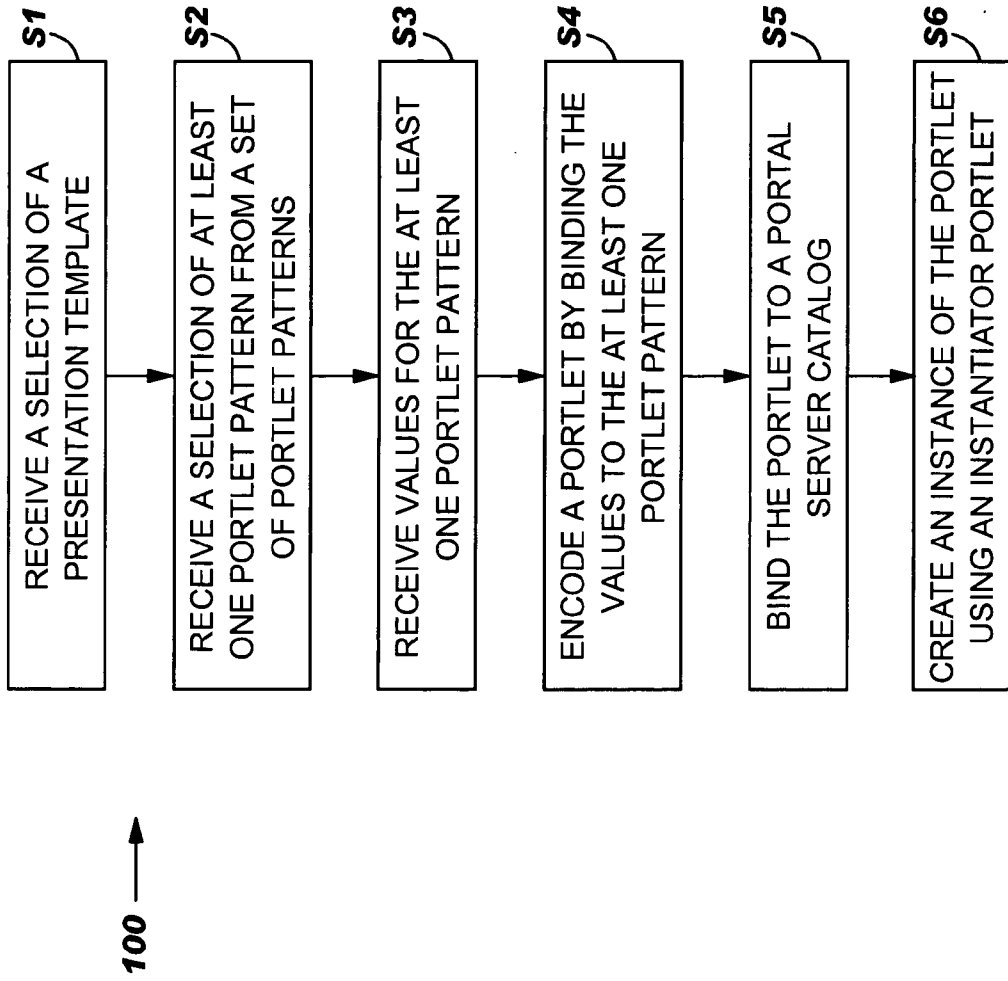 100
S1
RECEIVE A SELECTION OF A
PRESENTATION TEMPLATE
S2
RECEIVE A SELECTION OF AT LEAST
ONE PORTLET PATTERN FROM A SET
OF PORTLET PATTERNS
S3
RECEIVE VALUES FOR THE AT LEAST
ONE PORTLET PATTERN
S4
ENCODE A PORTLET BY BINDING THE
VALUES TO THE AT LEAST ONE
PORTLET PATTERN
S5
BIND THE PORTLET TO A PORTAL
SERVER CATALOG
S6
CREATE AN INSTANCE OF THE PORTLET
USING AN INSTANTIATOR PORTLET